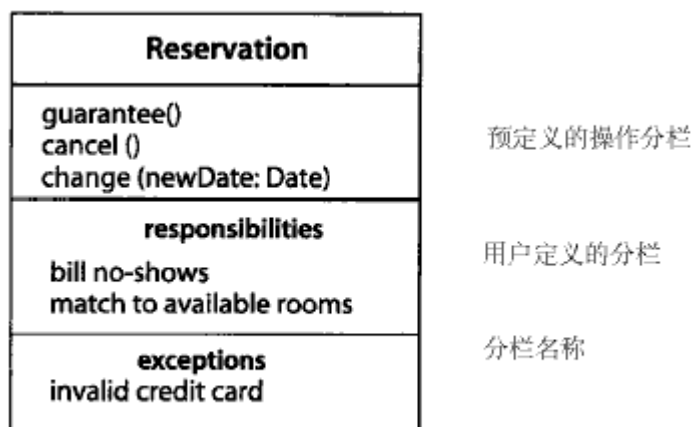 Reservation
guarantee()
cancel ()
change (newDate: Date)
预定义的操作分栏
responsibilities
bill no-shows
match to available rooms
用户定义的分栏
exceptions
invalid credit card
分栏名称